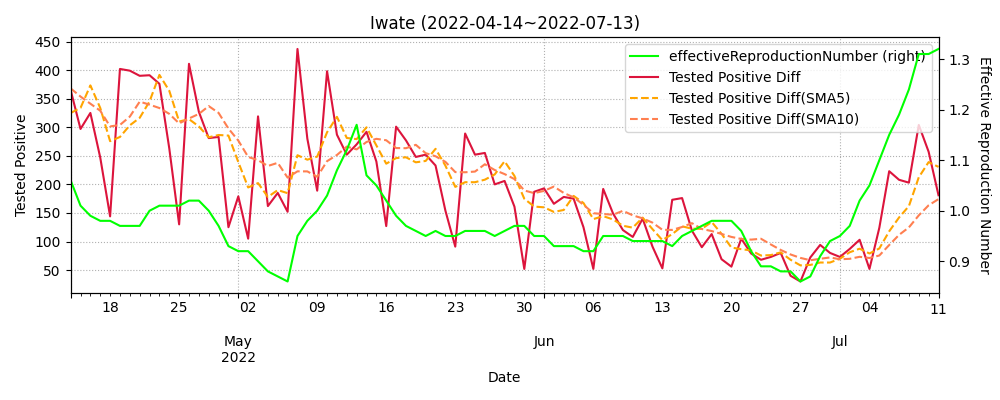 Iwate (2022-04-14~2022-07-13)
effectiveReproductionNumber (right)
Tested Positive Diff
Tested Positive Diff(SMA5)
Tested Positive Diff(SMA10)
Tested Positive
450
400
350
300
250
200
150
100
50
1.3
1.2
1.1
1.0
0.9
Effective Reproduction Number
18 25 02 09 16 23 30 06 13 20 27 04 11
May Jun Jul
2022
Date